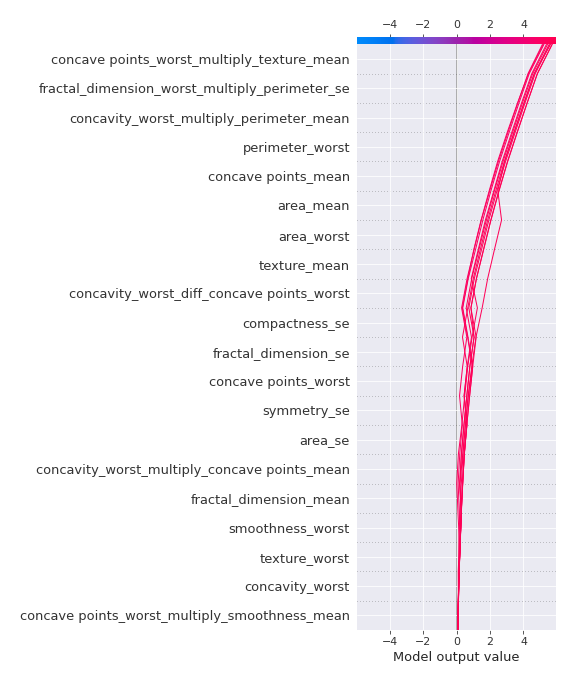 −4 −2 0 2 4
concave points_worst_multiply_texture_mean
fractal_dimension_worst_multiply_perimeter_se
concavity_worst_multiply_perimeter_mean
perimeter_worst
concave points_mean
area_mean
area_worst
texture_mean
concavity_worst_diff_concave points_worst
compactness_se
fractal_dimension_se
concave points_worst
symmetry_se
area_se
concavity_worst_multiply_concave points_mean
fractal_dimension_mean
smoothness_worst
texture_worst
concavity_worst
concave points_worst_multiply_smoothness_mean
−4 −2 0 2 4
Model output value